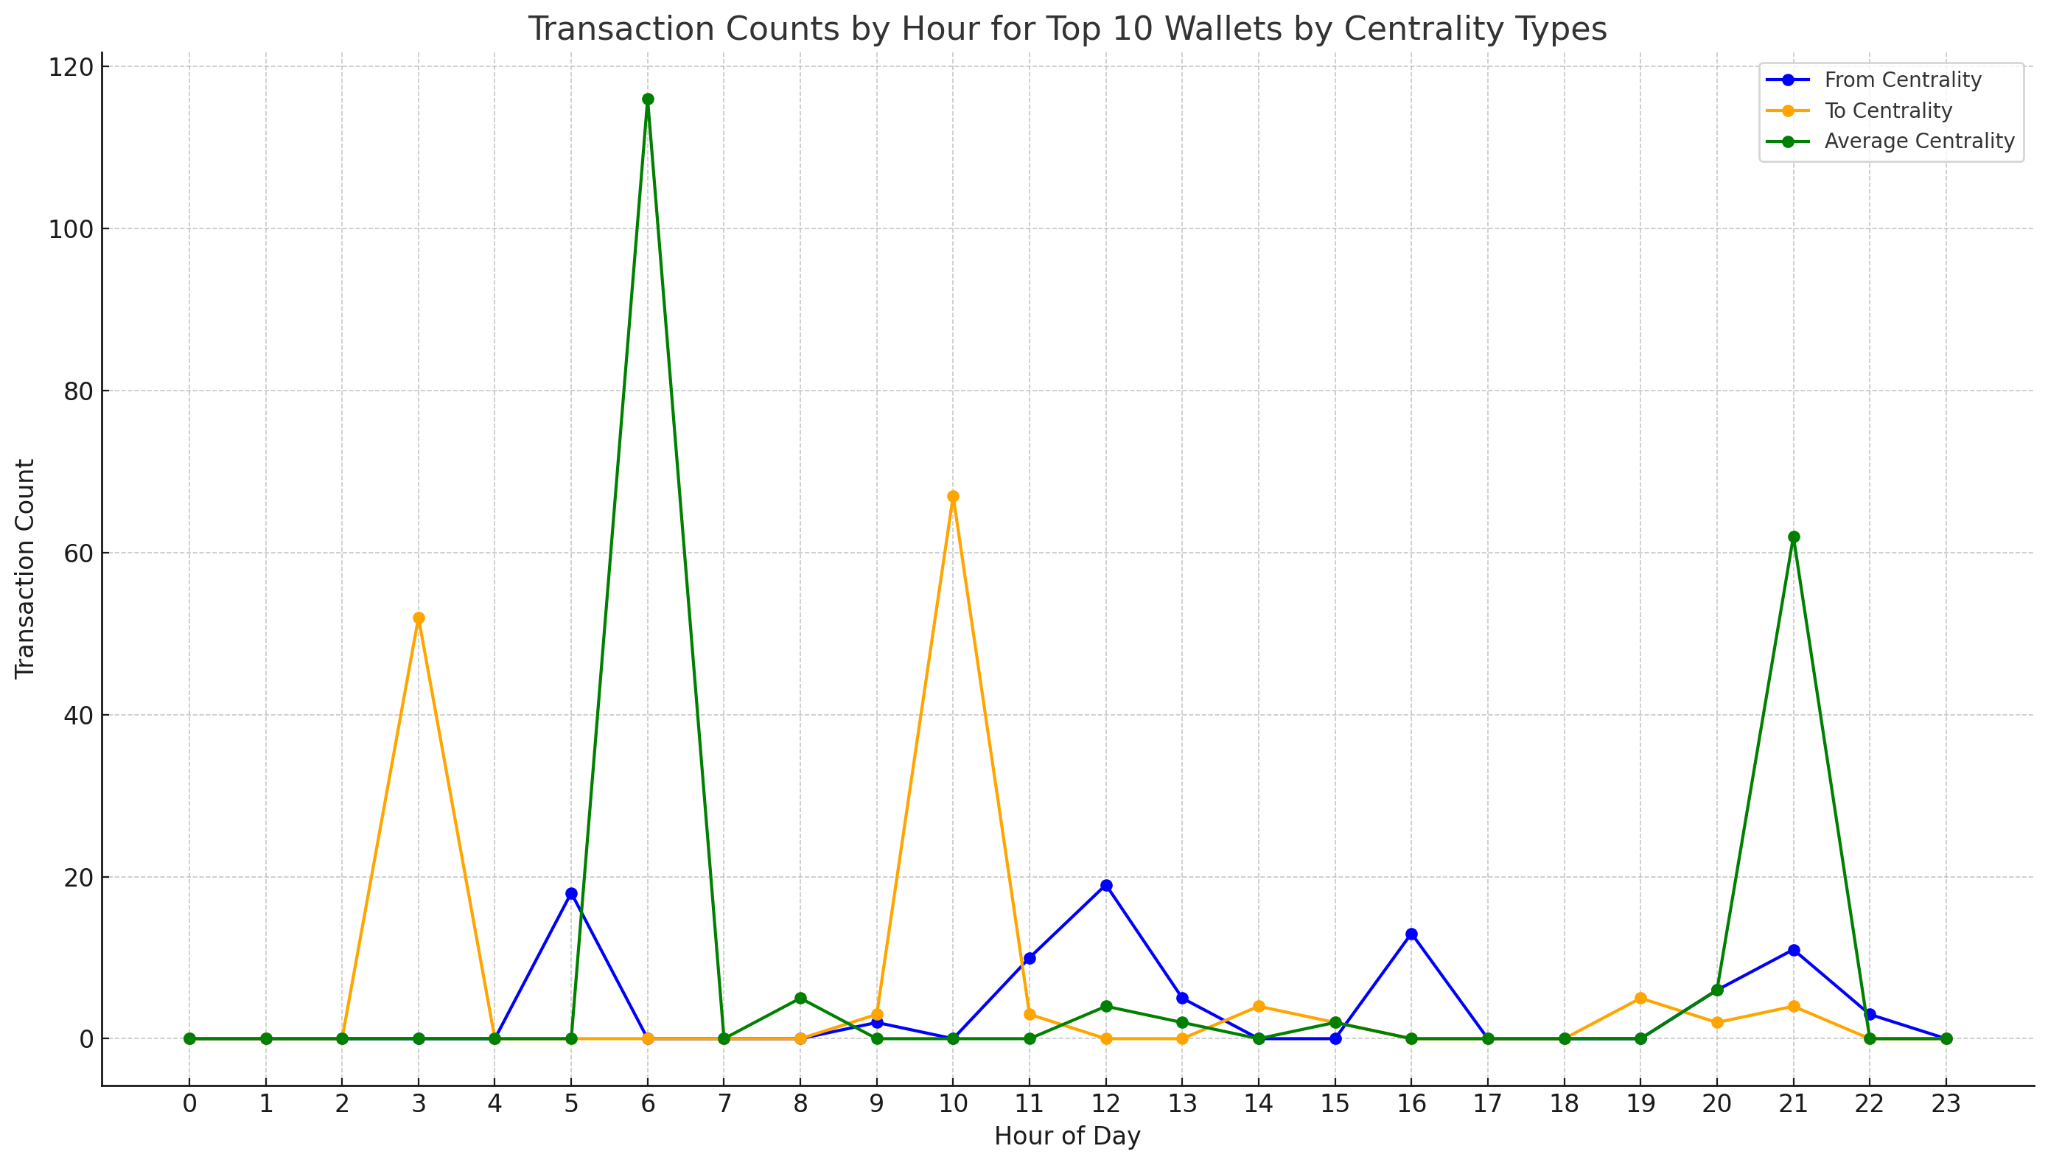 Transaction Counts by Hour for Top 10 Wallets by Centrality Types
From Centrality
To Centrality
Average Centrality
Transaction Count
120
100
80
60
40
20
0
0 1 2 3 4 5 6 7 8 9 10 11 12 13 14 15 16 17 18 19 20 21 22 23
Hour of Day